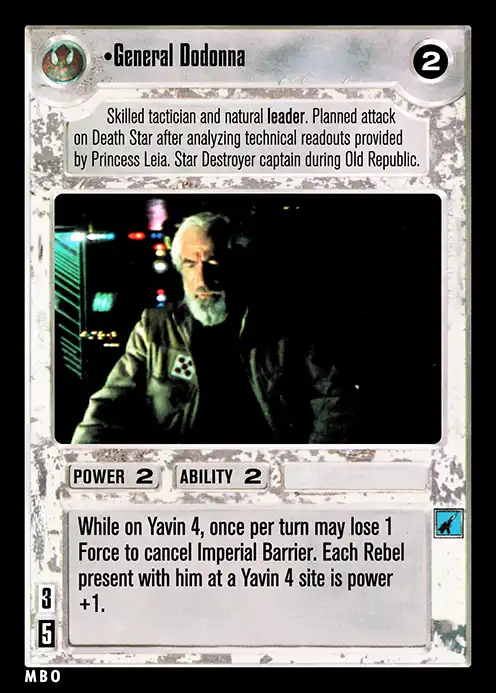 •General Dodonna
2
Skilled tactician and natural leader. Planned attack
on Death Star after analyzing technical readouts provided
by Princess Leia. Star Destroyer captain during Old Republic.
POWER 2 ABILITY 2
While on Yavin 4, once per turn may lose 1
Force to cancel Imperial Barrier. Each Rebel
present with him at a Yavin 4 site is power
+1.
3
5
MBO